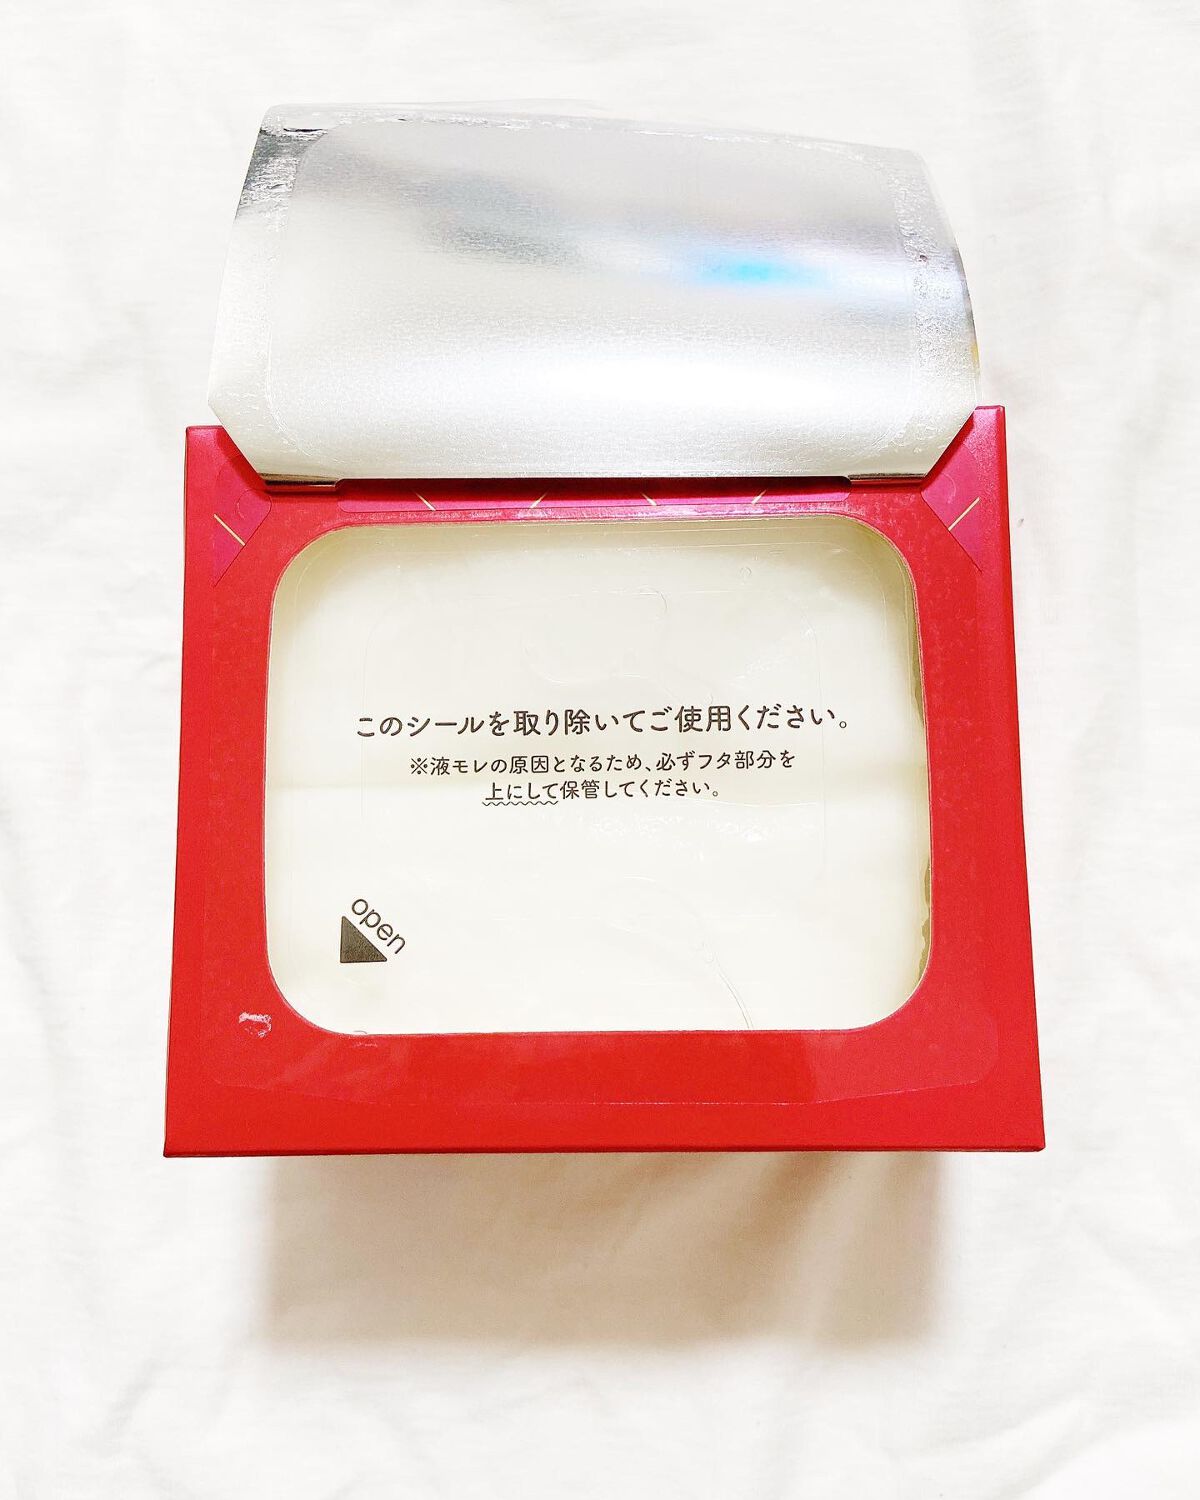 このシールを取り除いてご使用ください。
※液モレの原因となるため、必ずフタ部分を
上にして保管してください。
open